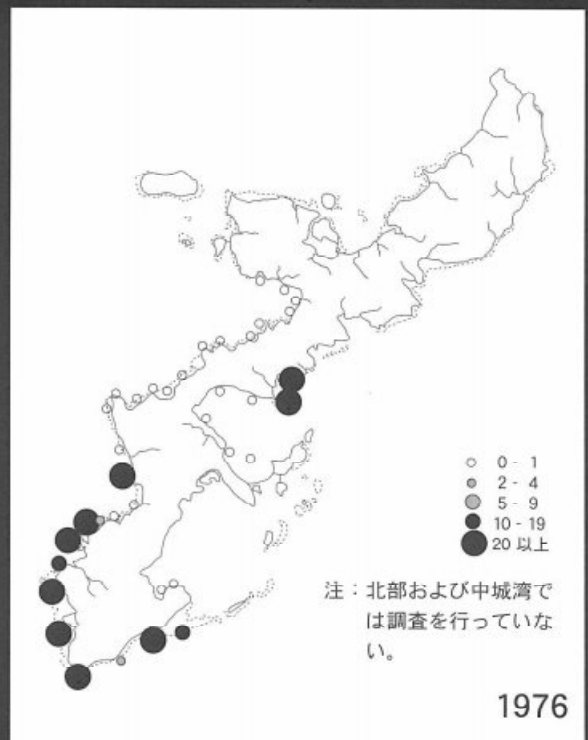 0 - 1
2 - 4
5 - 9
10 - 19
20 以上
注：北部および中城湾で
は調査を行っていな
い。
1976